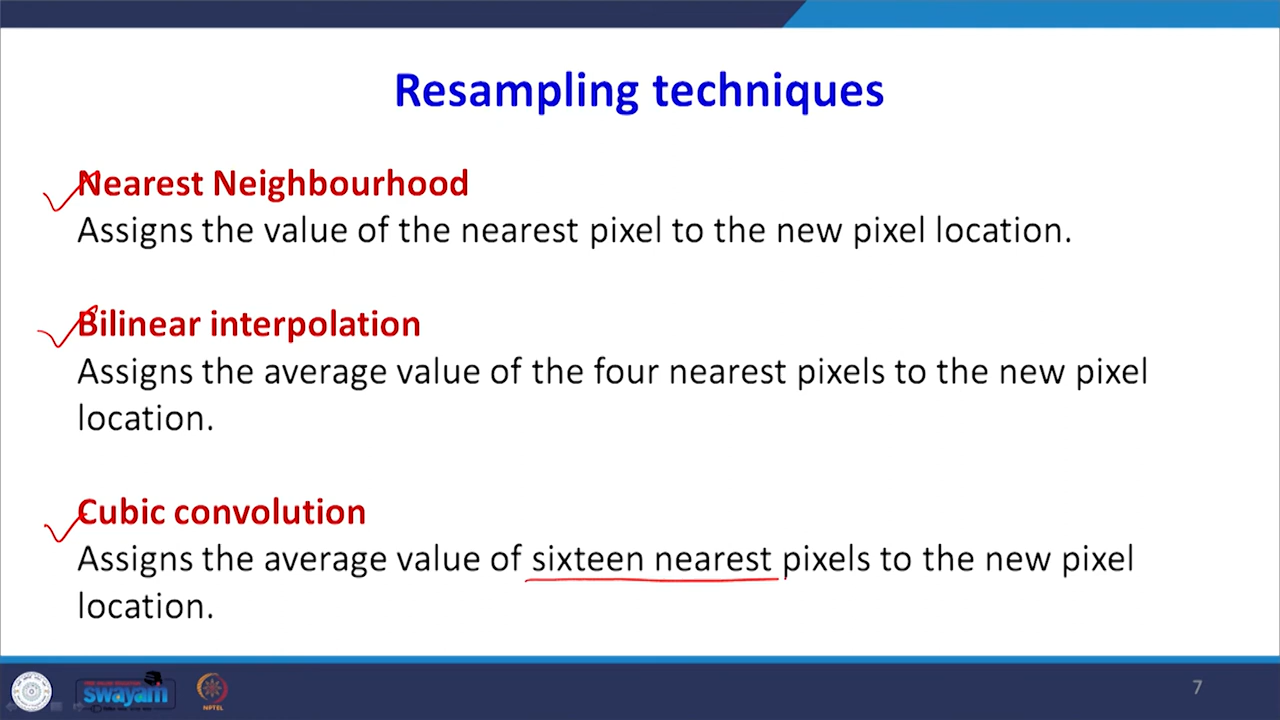 Resampling techniques
Nearest Neighbourhood
Assigns the value of the nearest pixel to the new pixel location.
Bilinear interpolation
Assigns the average value of the four nearest pixels to the new pixel
location.
Cubic convolution
Assigns the average value of sixteen nearest pixels to the new pixel
location.
swayam
NPTEL
7